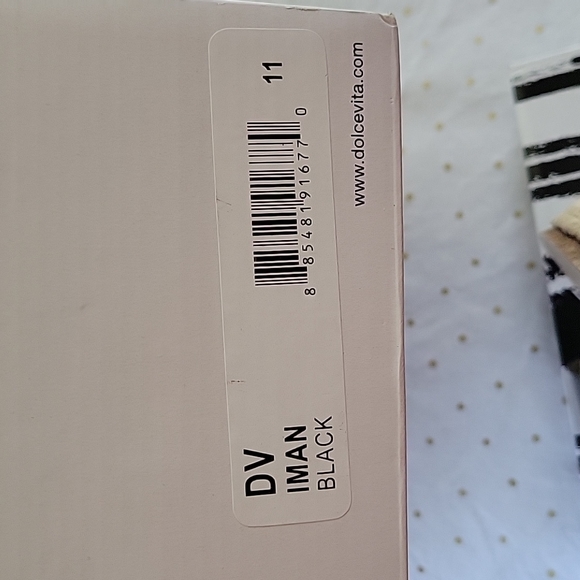 DV
IMAN
BLACK
11
8 85481 91677 0
www.dolcevita.com